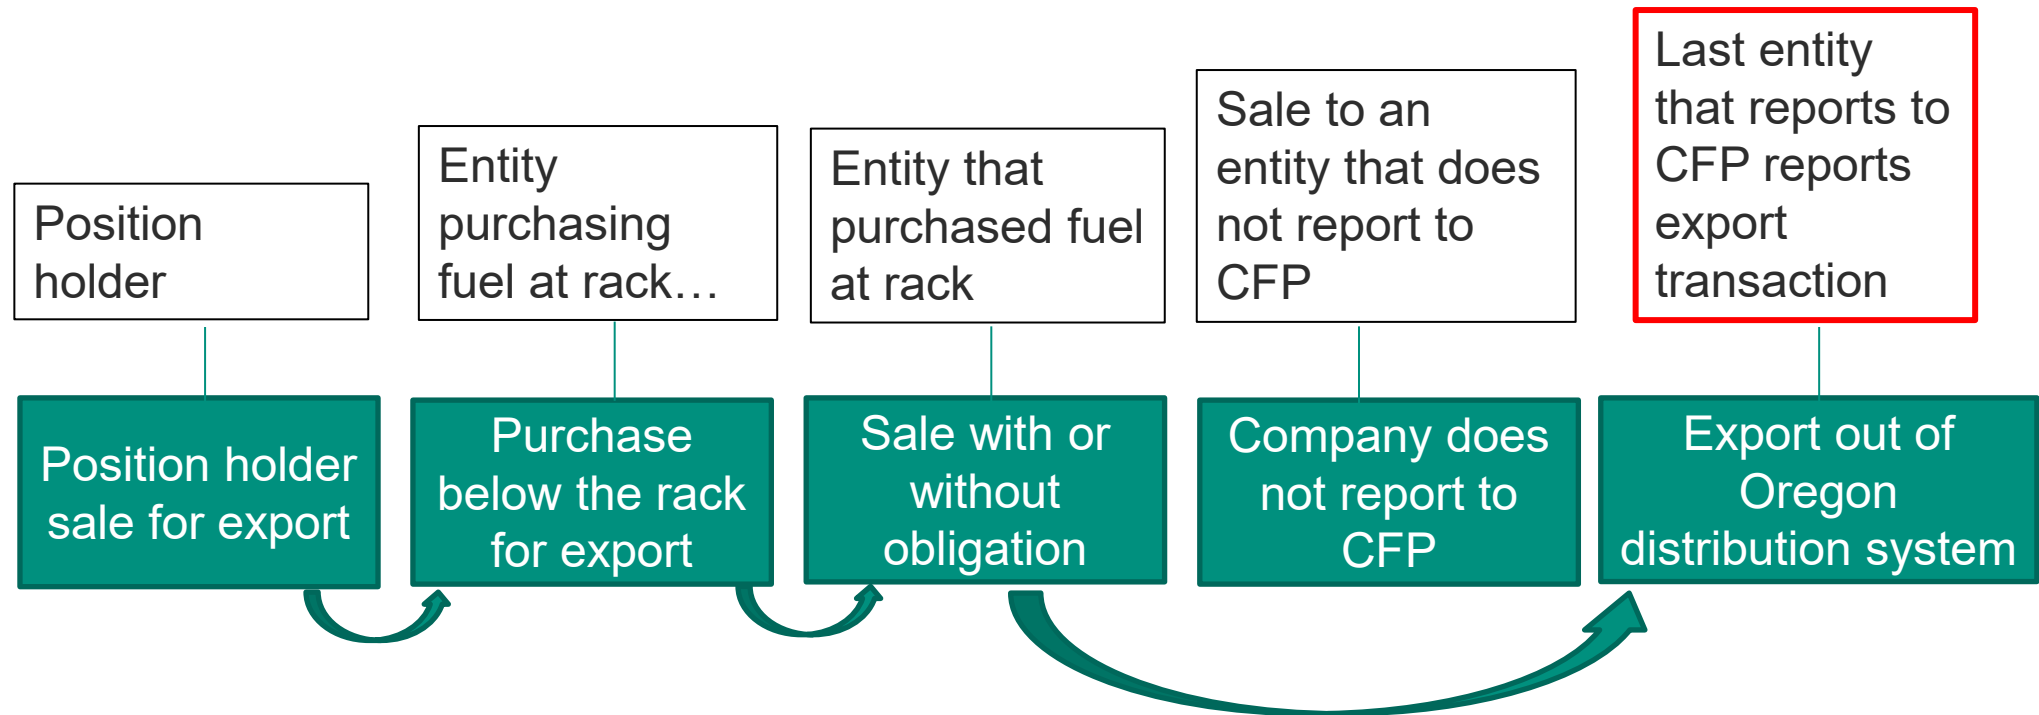 Position
holder
Entity
purchasing
fuel at rack…
Entity that
purchased fuel
at rack
Sale to an
entity that does
not report to
CFP
Last entity
that reports to
CFP reports
export
transaction
Position holder
sale for export
Purchase
below the rack
for export
Sale with or
without
obligation
Company does
not report to
CFP
Export out of
Oregon
distribution system